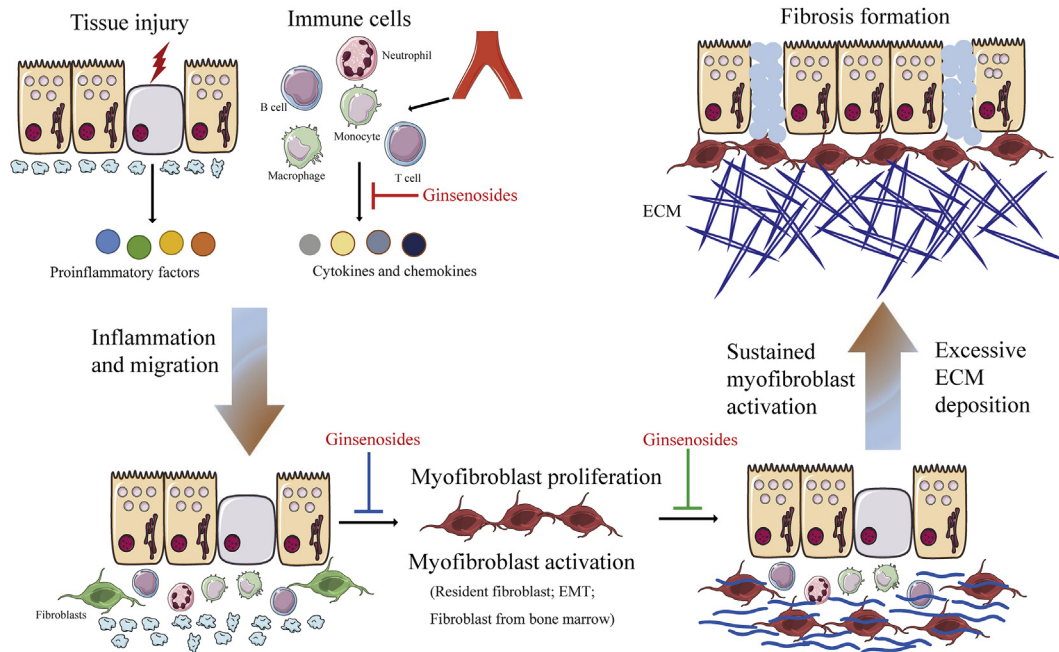 Tissue injury
Immune cells
Neutrophil
B cell
Monocyte
Macrophage
T cell
Ginsenosides
Proinflammatory factors
Cytokines and chemokines
Fibrosis formation
ECM
Inflammation
and migration
Sustained
myofibroblast
activation
Excessive
ECM
deposition
Ginsenosides
Ginsenosides
Myofibroblast proliferation
Myofibroblast activation
(Resident fibroblast; EMT;
Fibroblast from bone marrow)
Fibroblasts